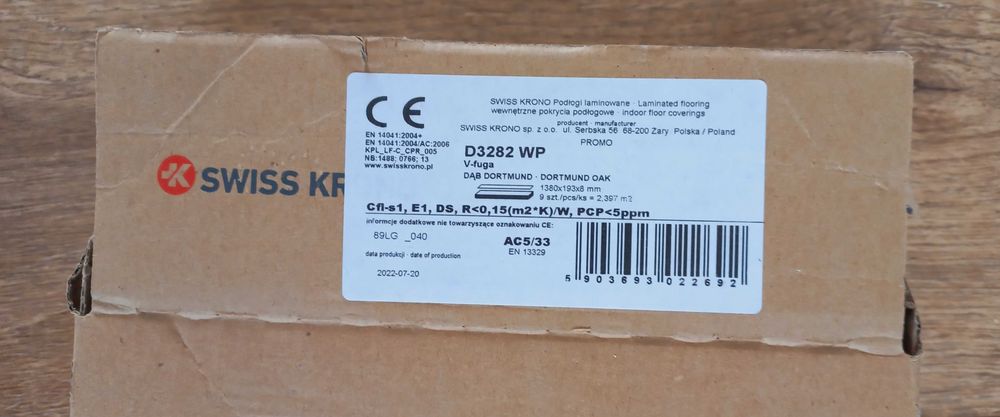 SWISS KR
CE
EN 14041:2004+
EN 14041:2004/AC:2006
KPL_LF-C_CPR_005
NB:1488; 0766; 13
www.swisskrono.pl
SWISS KRONO Podłogi laminowane · Laminated flooring
wewnętrzne pokrycia podłogowe · indoor floor coverings
producent · manufacturer
SWISS KRONO sp. z o.o. ul. Serbska 56 68-200 Żary Polska / Poland
PROMO
D3282 WP
V-fuga
DĄB DORTMUND · DORTMUND OAK
1380x193x8 mm
9 szt./pcs/ks = 2,397 m2
Cfl-s1, E1, DS, R<0,15(m2*K)/W, PCP<5ppm
informcje dodatkowe nie towarzyszące oznakowaniu CE:
89LG _040
AC5/33
EN 13329
data produkcji · date of production
2022-07-20
5 903693 022692